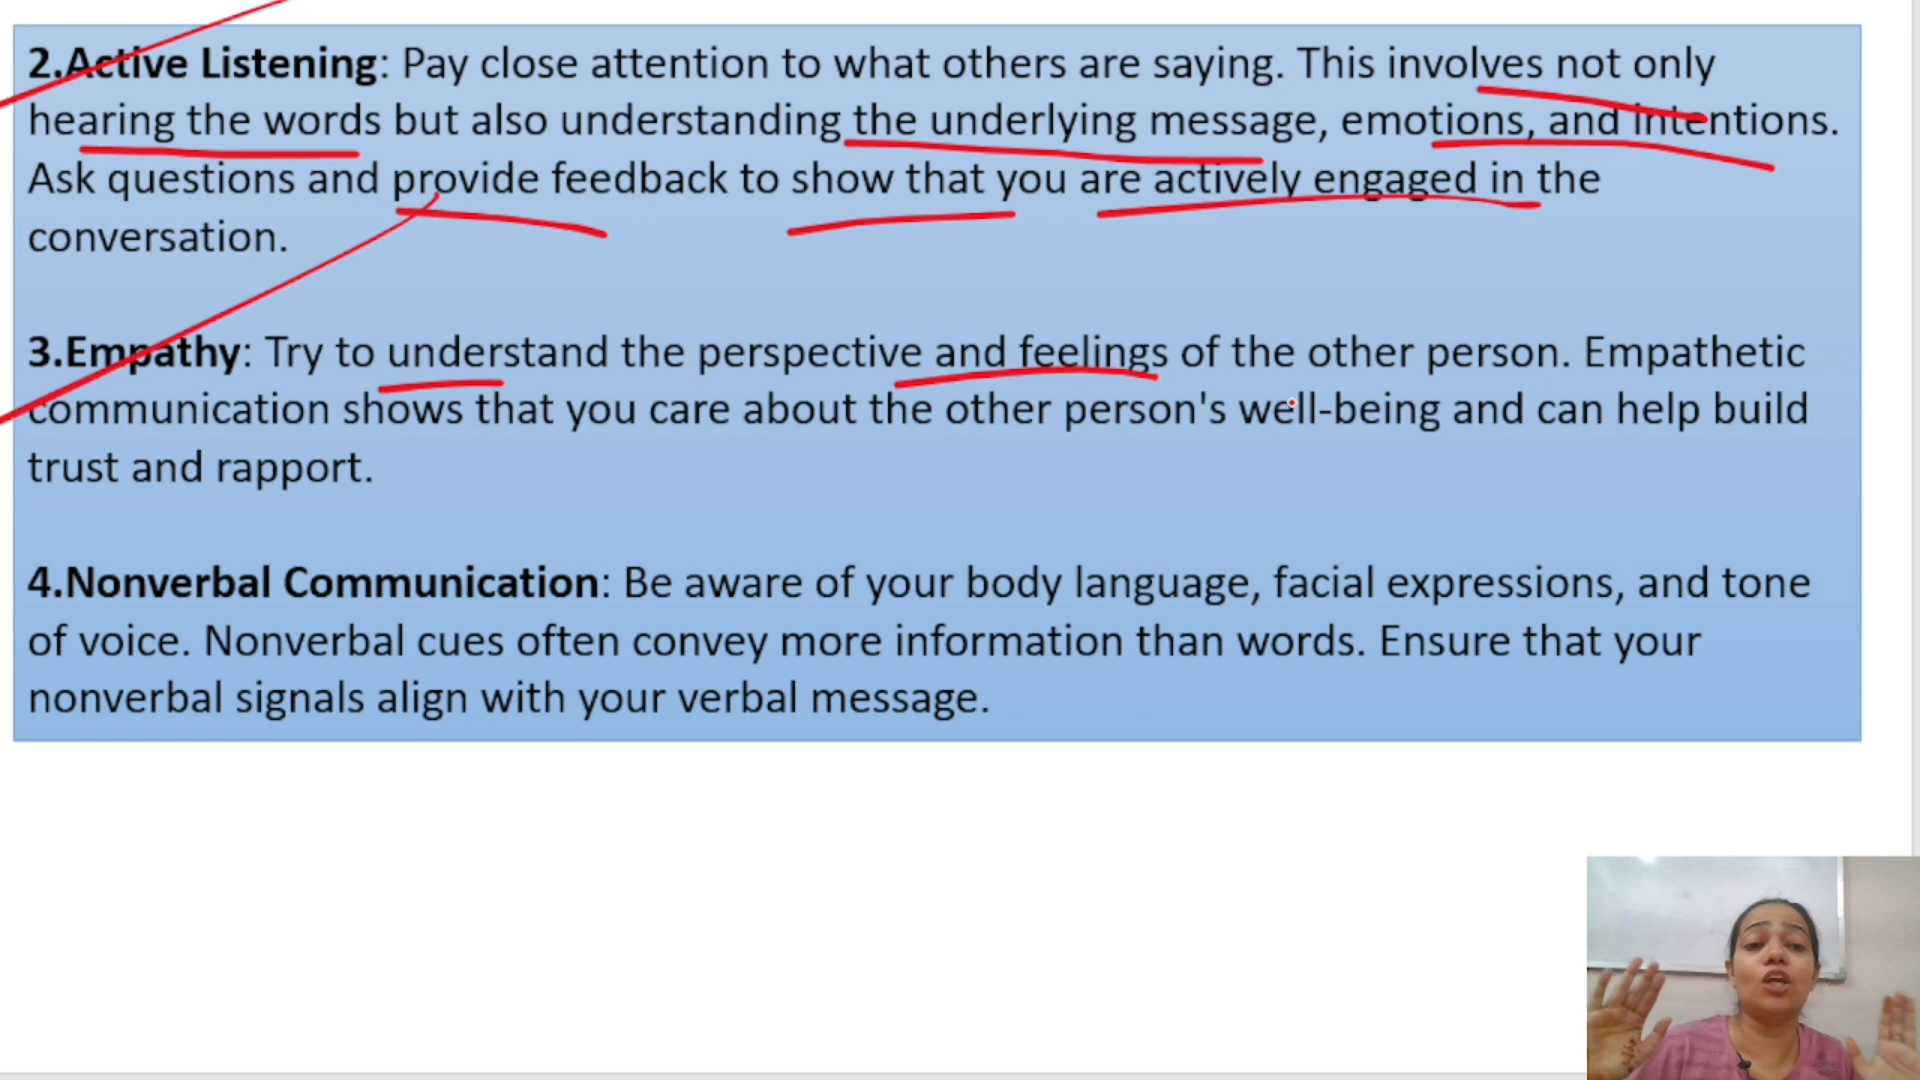 2.Active Listening: Pay close attention to what others are saying. This involves not only
hearing the words but also understanding the underlying message, emotions, and intentions.
Ask questions and provide feedback to show that you are actively engaged in the
conversation.
3.Empathy: Try to understand the perspective and feelings of the other person. Empathetic
communication shows that you care about the other person's well-being and can help build
trust and rapport.
4.Nonverbal Communication: Be aware of your body language, facial expressions, and tone
of voice. Nonverbal cues often convey more information than words. Ensure that your
nonverbal signals align with your verbal message.